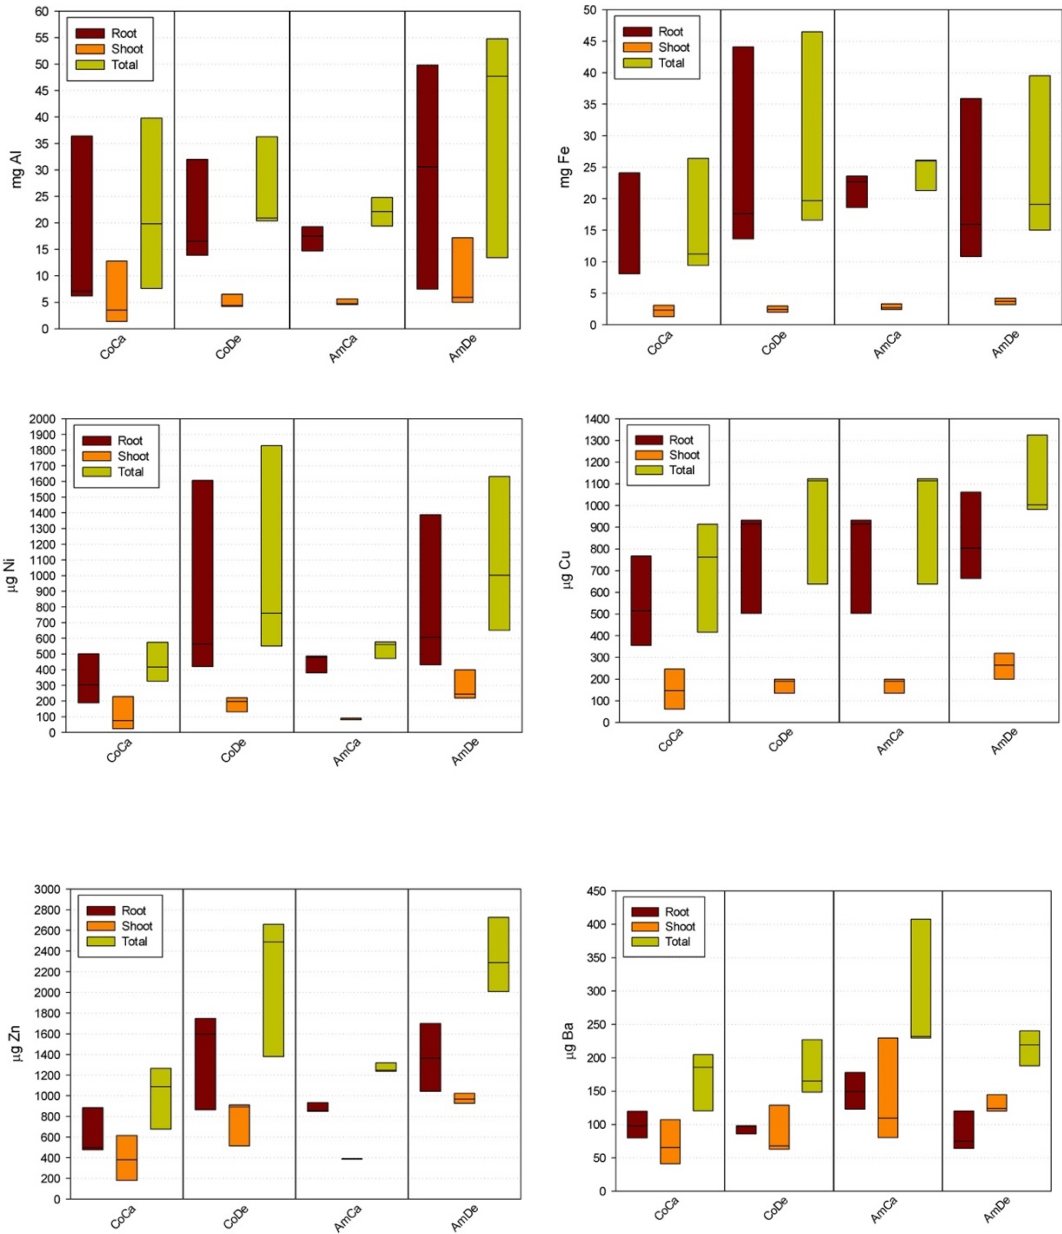 mg Al
60
55
50
45
40
35
30
25
20
15
10
5
0
Root
Shoot
Total
CoCa
CoDe
AmCa
AmDe
mg Fe
50
45
40
35
30
25
20
15
10
5
0
Root
Shoot
Total
CoCa
CoDe
AmCa
AmDe
µg Ni
2000
1900
1800
1700
1600
1500
1400
1300
1200
1100
1000
900
800
700
600
500
400
300
200
100
0
Root
Shoot
Total
CoCa
CoDe
AmCa
AmDe
µg Cu
1400
1300
1200
1100
1000
900
800
700
600
500
400
300
200
100
0
Root
Shoot
Total
CoCa
CoDe
AmCa
AmDe
µg Zn
3000
2800
2600
2400
2200
2000
1800
1600
1400
1200
1000
800
600
400
200
0
Root
Shoot
Total
CoCa
CoDe
AmCa
AmDe
µg Ba
450
400
350
300
250
200
150
100
50
0
Root
Shoot
Total
CoCa
CoDe
AmCa
AmDe